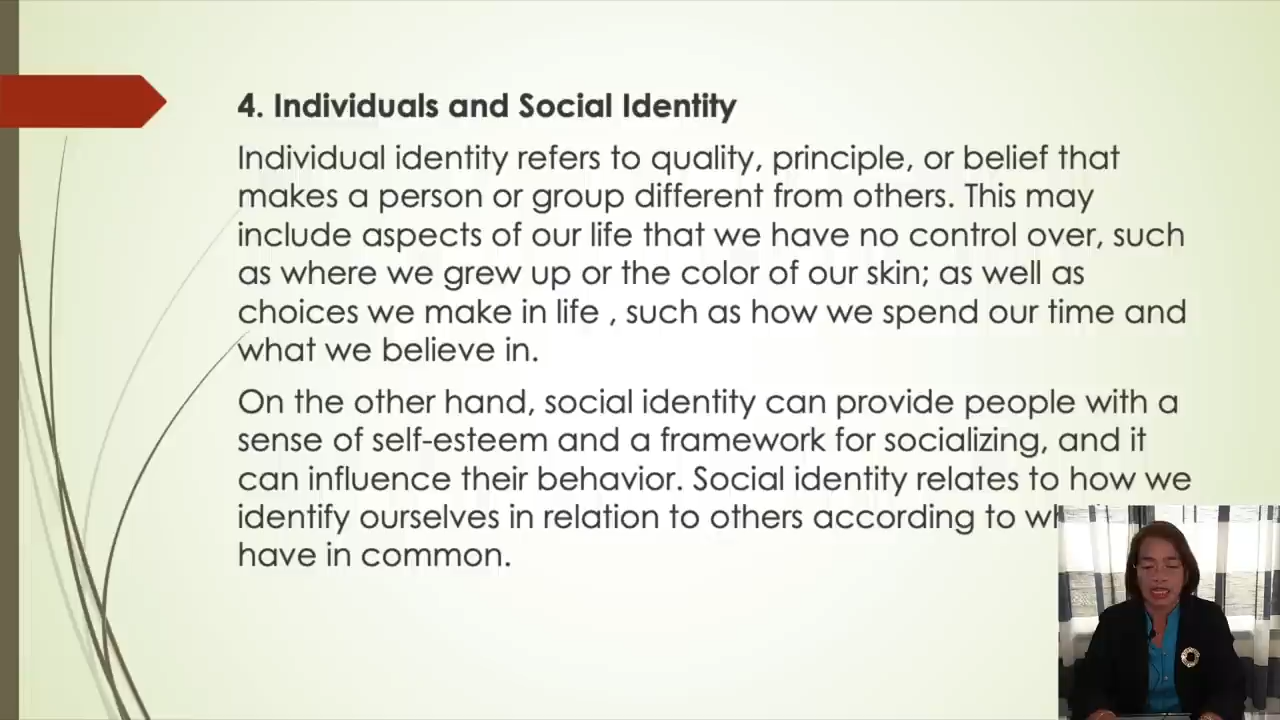 4. Individuals and Social Identity
Individual identity refers to quality, principle, or belief that
makes a person or group different from others. This may
include aspects of our life that we have no control over, such
as where we grew up or the color of our skin; as well as
choices we make in life , such as how we spend our time and
what we believe in.
On the other hand, social identity can provide people with a
sense of self-esteem and a framework for socializing, and it
can influence their behavior. Social identity relates to how we
identify ourselves in relation to others according to
have in common.